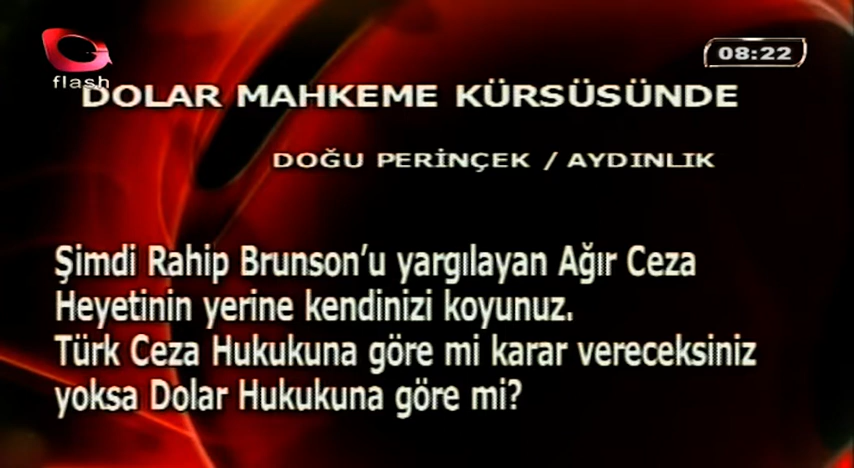 flash
08:22
DOLAR MAHKEME KÜRSÜSÜNDE
DOĞU PERİNÇEK / AYDINLIK
Şimdi Rahip Brunson'u yargılayan Ağır Ceza
Heyetinin yerine kendinizi koyunuz.
Türk Ceza Hukukuna göre mi karar vereceksiniz
yoksa Dolar Hukukuna göre mi?